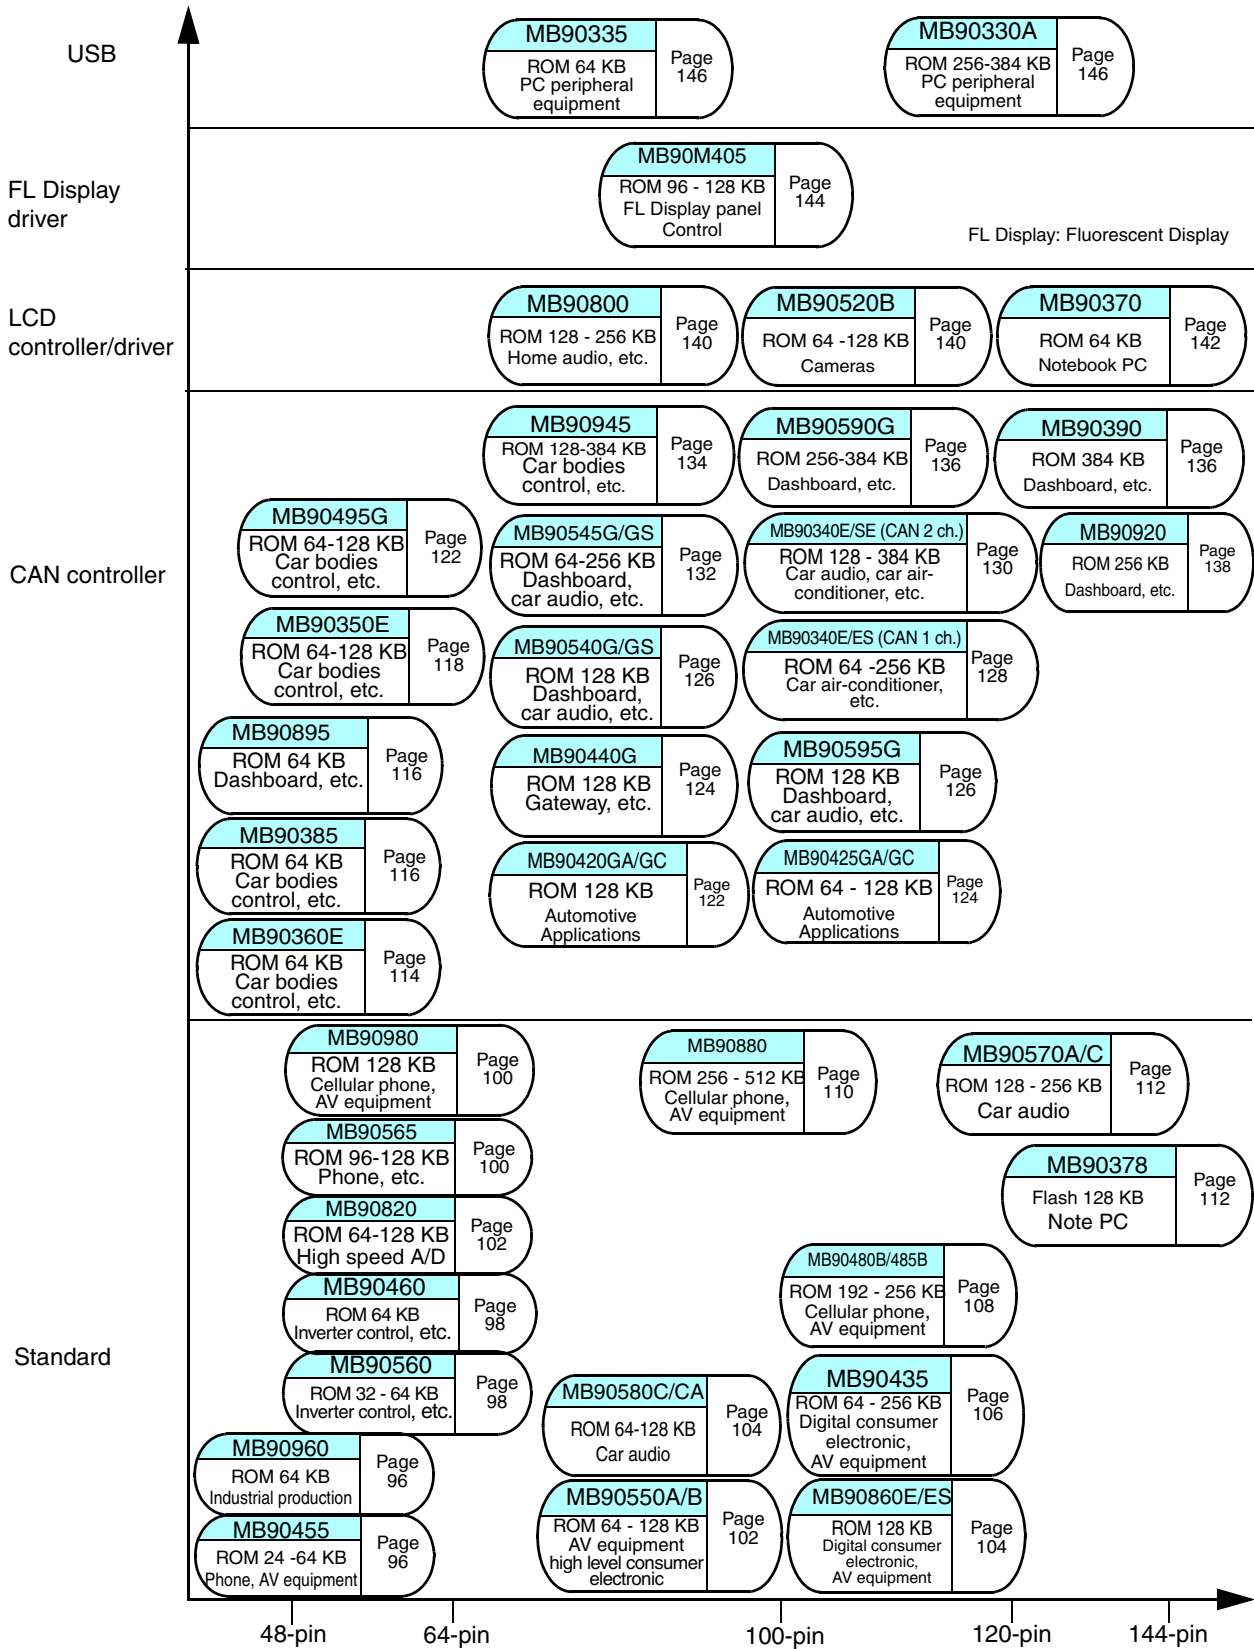 USB
MB90335
ROM 64 KB
PC peripheral
equipment
Page
146
MB90330A
ROM 256-384 KB
PC peripheral
equipment
Page
146
FL Display
driver
MB90M405
ROM 96 - 128 KB
FL Display panel
Control
Page
144
FL Display: Fluorescent Display
LCD
controller/driver
MB90800
ROM 128 - 256 KB
Home audio, etc.
Page
140
MB90520B
ROM 64 -128 KB
Cameras
Page
140
MB90370
ROM 64 KB
Notebook PC
Page
142
CAN controller
MB90945
ROM 128-384 KB
Car bodies
control, etc.
Page
134
MB90590G
ROM 256-384 KB
Dashboard, etc.
Page
136
MB90390
ROM 384 KB
Dashboard, etc.
Page
136
MB90495G
ROM 64-128 KB
Car bodies
control, etc.
Page
122
MB90545G/GS
ROM 64-256 KB
Dashboard,
car audio, etc.
Page
132
MB90340E/SE (CAN 2 ch.)
ROM 128 - 384 KB
Car audio, car air-
conditioner, etc.
Page
130
MB90920
ROM 256 KB
Dashboard, etc.
Page
138
MB90350E
ROM 64-128 KB
Car bodies
control, etc.
Page
118
MB90540G/GS
ROM 128 KB
Dashboard,
car audio, etc.
Page
126
MB90340E/ES (CAN 1 ch.)
ROM 64 -256 KB
Car air-conditioner,
etc.
Page
128
MB90895
ROM 64 KB
Dashboard, etc.
Page
116
MB90440G
ROM 128 KB
Gateway, etc.
Page
124
MB90595G
ROM 128 KB
Dashboard,
car audio, etc.
Page
126
MB90385
ROM 64 KB
Car bodies
control, etc.
Page
116
MB90420GA/GC
ROM 128 KB
Automotive
Applications
Page
122
MB90425GA/GC
ROM 64 - 128 KB
Automotive
Applications
Page
124
MB90360E
ROM 64 KB
Car bodies
control, etc.
Page
114
Standard
MB90980
ROM 128 KB
Cellular phone,
AV equipment
Page
100
MB90880
ROM 256 - 512 KB
Cellular phone,
AV equipment
Page
110
MB90570A/C
ROM 128 - 256 KB
Car audio
Page
112
MB90565
ROM 96-128 KB
Phone, etc.
Page
100
MB90378
Flash 128 KB
Note PC
Page
112
MB90820
ROM 64-128 KB
High speed A/D
Page
102
MB90480B/485B
ROM 192 - 256 KB
Cellular phone,
AV equipment
Page
108
MB90460
ROM 64 KB
Inverter control, etc.
Page
98
MB90560
ROM 32 - 64 KB
Inverter control, etc.
Page
98
MB90580C/CA
ROM 64-128 KB
Car audio
Page
104
MB90435
ROM 64 - 256 KB
Digital consumer
electronic,
AV equipment
Page
106
MB90960
ROM 64 KB
Industrial production
Page
96
MB90550A/B
ROM 64 - 128 KB
AV equipment
high level consumer
electronic
Page
102
MB90860E/ES
ROM 128 KB
Digital consumer
electronic,
AV equipment
Page
104
MB90455
ROM 24 -64 KB
Phone, AV equipment
Page
96
48-pin
64-pin
100-pin
120-pin
144-pin